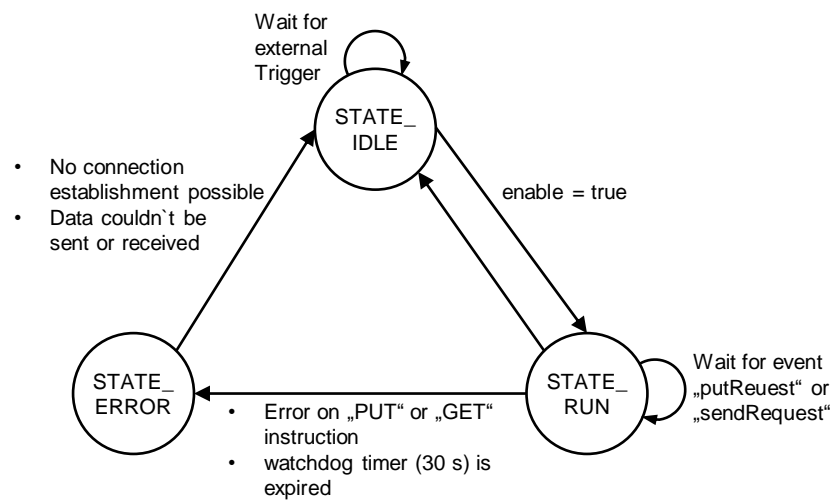 Wait for
external
Trigger
STATE_
IDLE
• No connection
establishment possible
• Data couldn`t be
sent or received
enable = true
STATE_
ERROR
STATE_
RUN
Wait for event
„putReuest“ or
„sendRequest“
• Error on „PUT“ or „GET“
instruction
• watchdog timer (30 s) is
expired